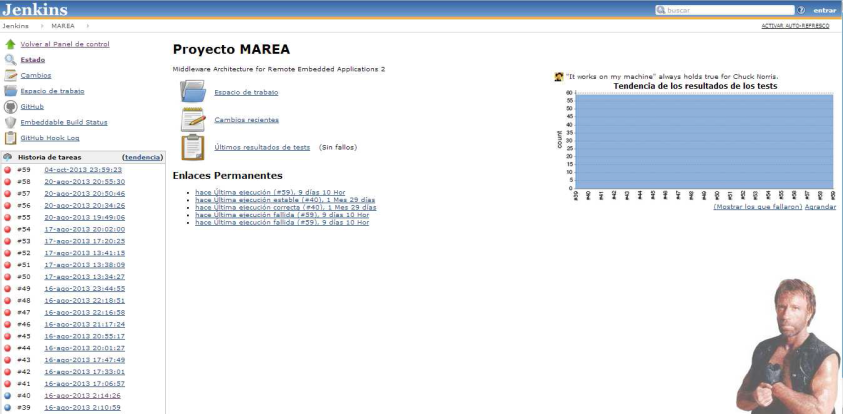 Jenkins
buscar
entrar
Jenkins > MAREA >
ACTIVAR AUTO-REFRESCO
Volver al Panel de control
Estado
Cambios
Espacio de trabajo
GitHub
Embeddable Build Status
GitHub Hook Log
Historia de tareas (tendencia)
#59 04-oct-2013 23:59:23
#58 20-ago-2013 20:55:30
#57 20-ago-2013 20:50:46
#56 20-ago-2013 20:34:26
#55 20-ago-2013 19:49:06
#54 17-ago-2013 20:02:00
#53 17-ago-2013 17:20:25
#52 17-ago-2013 13:41:15
#51 17-ago-2013 13:38:09
#50 17-ago-2013 13:34:27
#49 16-ago-2013 23:44:55
#48 16-ago-2013 22:18:51
#47 16-ago-2013 22:16:58
#46 16-ago-2013 21:17:24
#45 16-ago-2013 20:55:17
#44 16-ago-2013 20:01:27
#43 16-ago-2013 17:47:49
#42 16-ago-2013 17:33:01
#41 16-ago-2013 17:06:57
#40 16-ago-2013 2:14:26
#39 16-ago-2013 2:10:59
Proyecto MAREA
Middleware Architecture for Remote Embedded Applications 2
Espacio de trabajo
Cambios recientes
Últimos resultados de tests (Sin fallos)
Enlaces Permanentes
hace Última ejecución (#59), 9 días 10 Hor
hace Última ejecución estable (#40), 1 Mes 29 días
hace Última ejecución correcta (#40), 1 Mes 29 días
hace Última ejecución fallida (#59), 9 días 10 Hor
hace Última ejecución fallida (#59), 9 días 10 Hor
"It works on my machine" always holds true for Chuck Norris.
Tendencia de los resultados de los tests
count
60
55
50
45
40
35
30
25
20
15
10
5
0
#39 #40 #41 #42 #43 #44 #45 #46 #47 #48 #49 #50 #51 #52 #53 #54 #55 #56 #57 #58 #59
[Mostrar los que fallaron] Agrandar